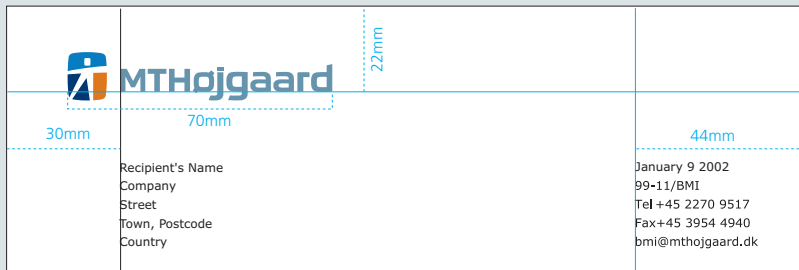 22mm
MTHøjgaard
70mm
30mm
44mm
Recipient's Name
Company
Street
Town, Postcode
Country
January 9 2002
99-11/BMI
Tel +45 2270 9517
Fax+45 3954 4940
bmi@mthojgaard.dk